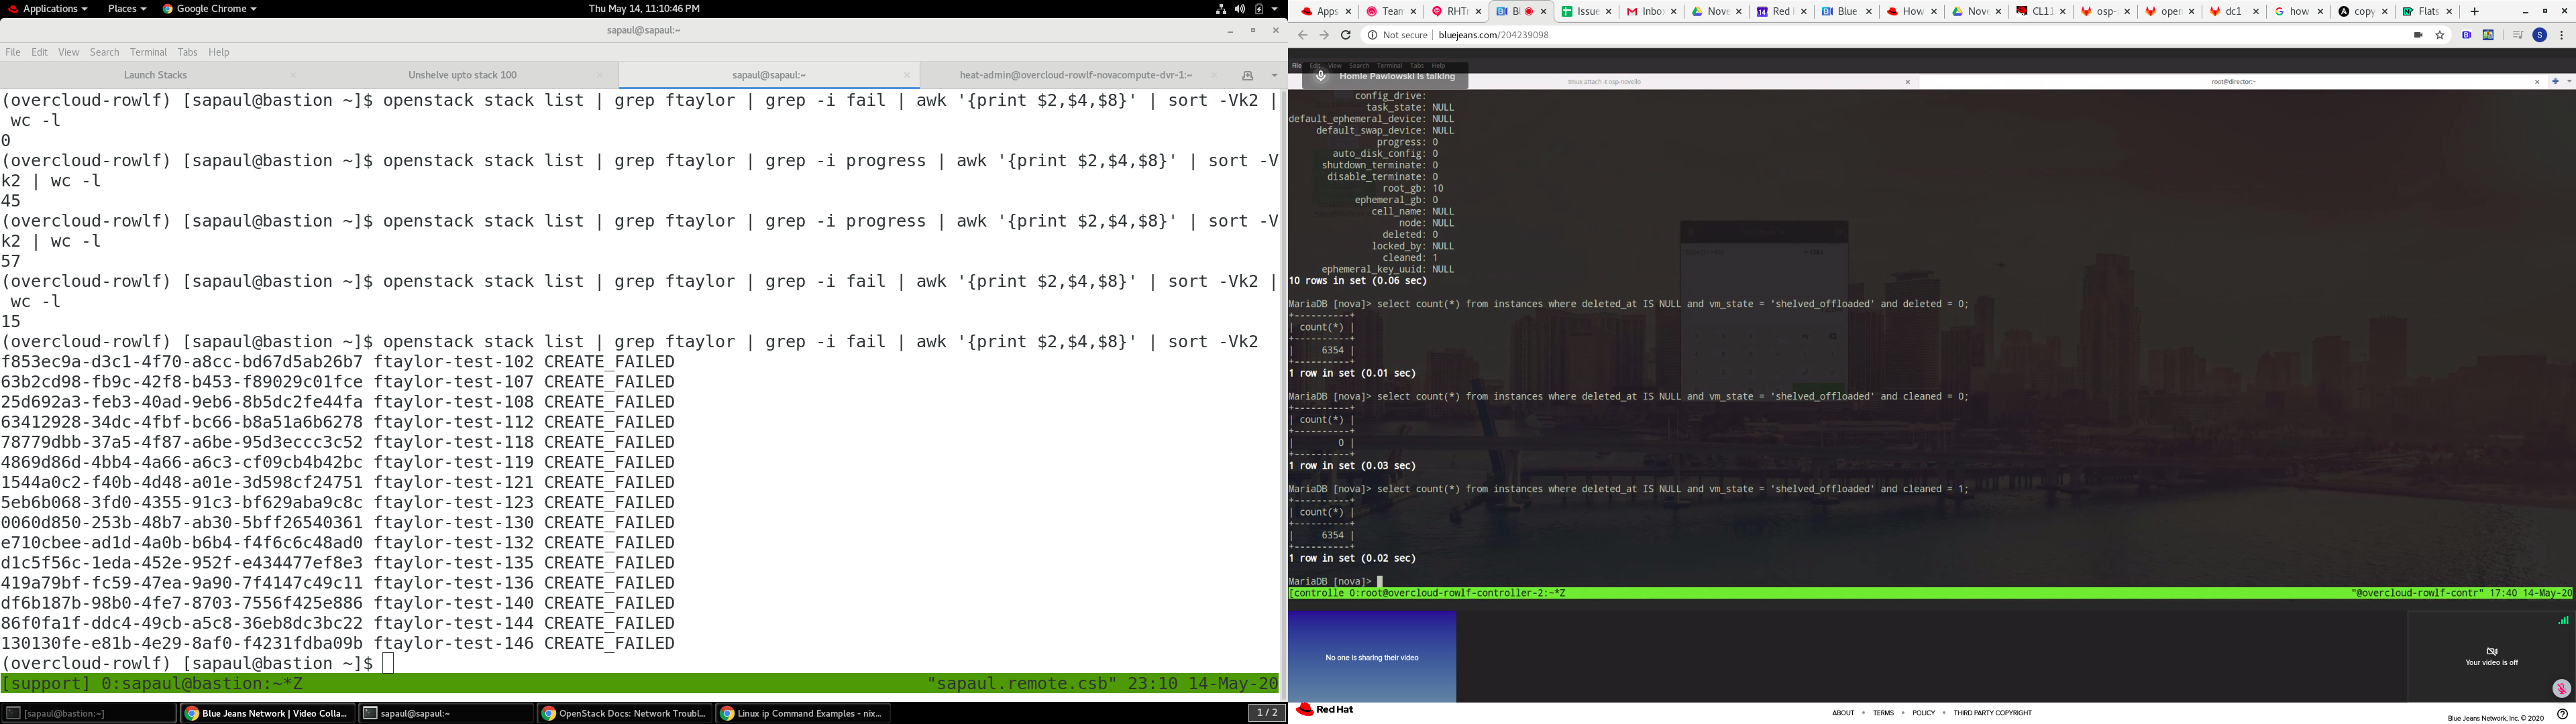 Applications ▾ Places ▾ Google Chrome ▾
Thu May 14, 11:10:46 PM
sapaul@sapaul:~
File Edit View Search Terminal Tabs Help
Launch Stacks × Unshelve upto stack 100 × sapaul@sapaul:~ × heat-admin@overcloud-rowlf-novacompute-dvr-1:~ ×
(overcloud-rowlf) [sapaul@bastion ~]$ openstack stack list | grep ftaylor | grep -i fail | awk '{print $2,$4,$8}' | sort -Vk2 |
 wc -l
0
(overcloud-rowlf) [sapaul@bastion ~]$ openstack stack list | grep ftaylor | grep -i progress | awk '{print $2,$4,$8}' | sort -V
k2 | wc -l
45
(overcloud-rowlf) [sapaul@bastion ~]$ openstack stack list | grep ftaylor | grep -i progress | awk '{print $2,$4,$8}' | sort -V
k2 | wc -l
57
(overcloud-rowlf) [sapaul@bastion ~]$ openstack stack list | grep ftaylor | grep -i fail | awk '{print $2,$4,$8}' | sort -Vk2 |
 wc -l
15
(overcloud-rowlf) [sapaul@bastion ~]$ openstack stack list | grep ftaylor | grep -i fail | awk '{print $2,$4,$8}' | sort -Vk2
f853ec9a-d3c1-4f70-a8cc-bd67d5ab26b7 ftaylor-test-102 CREATE_FAILED
63b2cd98-fb9c-42f8-b453-f89029c01fce ftaylor-test-107 CREATE_FAILED
25d692a3-feb3-40ad-9eb6-8b5dc2fe44fa ftaylor-test-108 CREATE_FAILED
63412928-34dc-4fbf-bc66-b8a51a6b6278 ftaylor-test-112 CREATE_FAILED
78779dbb-37a5-4f87-a6be-95d3eccc3c52 ftaylor-test-118 CREATE_FAILED
4869d86d-4bb4-4a66-a6c3-cf09cb4b42bc ftaylor-test-119 CREATE_FAILED
1544a0c2-f40b-4d48-a01e-3d598cf24751 ftaylor-test-121 CREATE_FAILED
5eb6b068-3fd0-4355-91c3-bf629aba9c8c ftaylor-test-123 CREATE_FAILED
0060d850-253b-48b7-ab30-5bff26540361 ftaylor-test-130 CREATE_FAILED
e710cbee-ad1d-4a0b-b6b4-f4f6c6c48ad0 ftaylor-test-132 CREATE_FAILED
d1c5f56c-1eda-452e-952f-e434477ef8e3 ftaylor-test-135 CREATE_FAILED
419a79bf-fc59-47ea-9a90-7f4147c49c11 ftaylor-test-136 CREATE_FAILED
df6b187b-98b0-4fe7-8703-7556f425e886 ftaylor-test-140 CREATE_FAILED
86f0fa1f-ddc4-49cb-a5c8-36eb8dc3bc22 ftaylor-test-144 CREATE_FAILED
130130fe-e81b-4e29-8af0-f4231fdba09b ftaylor-test-146 CREATE_FAILED
(overcloud-rowlf) [sapaul@bastion ~]$
[support] 0:sapaul@bastion:~*Z "sapaul.remote.csb" 23:10 14-May-20
[sapaul@bastion:~] Blue Jeans Network | Video Colla... sapaul@sapaul:~ OpenStack Docs: Network Troubl... Linux ip Command Examples - nix... 1 / 2
Apps Team RHTr Bl Issue Inbo Nove Red Blue How Nove CL11 osp- open dc1 how copy Flats
Not secure | bluejeans.com/204239098
File Edit View Search Terminal Tabs Help
Homie Pawlowski is talking
tmux attach -t osp-novello × root@director:~ ×
config_drive:
task_state: NULL
default_ephemeral_device: NULL
default_swap_device: NULL
progress: 0
auto_disk_config: 0
shutdown_terminate: 0
disable_terminate: 0
root_gb: 10
ephemeral_gb: 0
cell_name: NULL
node: NULL
deleted: 0
locked_by: NULL
cleaned: 1
ephemeral_key_uuid: NULL
10 rows in set (0.06 sec)
MariaDB [nova]> select count(*) from instances where deleted_at IS NULL and vm_state = 'shelved_offloaded' and deleted = 0;
+----------+
| count(*) |
+----------+
|     6354 |
+----------+
1 row in set (0.01 sec)
MariaDB [nova]> select count(*) from instances where deleted_at IS NULL and vm_state = 'shelved_offloaded' and cleaned = 0;
+----------+
| count(*) |
+----------+
|        0 |
+----------+
1 row in set (0.03 sec)
MariaDB [nova]> select count(*) from instances where deleted_at IS NULL and vm_state = 'shelved_offloaded' and cleaned = 1;
+----------+
| count(*) |
+----------+
|     6354 |
+----------+
1 row in set (0.02 sec)
MariaDB [nova]>
[controlle 0:root@overcloud-rowlf-controller-2:~*Z "@overcloud-rowlf-contr" 17:40 14-May-20
No one is sharing their video
Your video is off
Red Hat
ABOUT • TERMS • POLICY • THIRD PARTY COPYRIGHT
Blue Jeans Network, Inc. © 2020